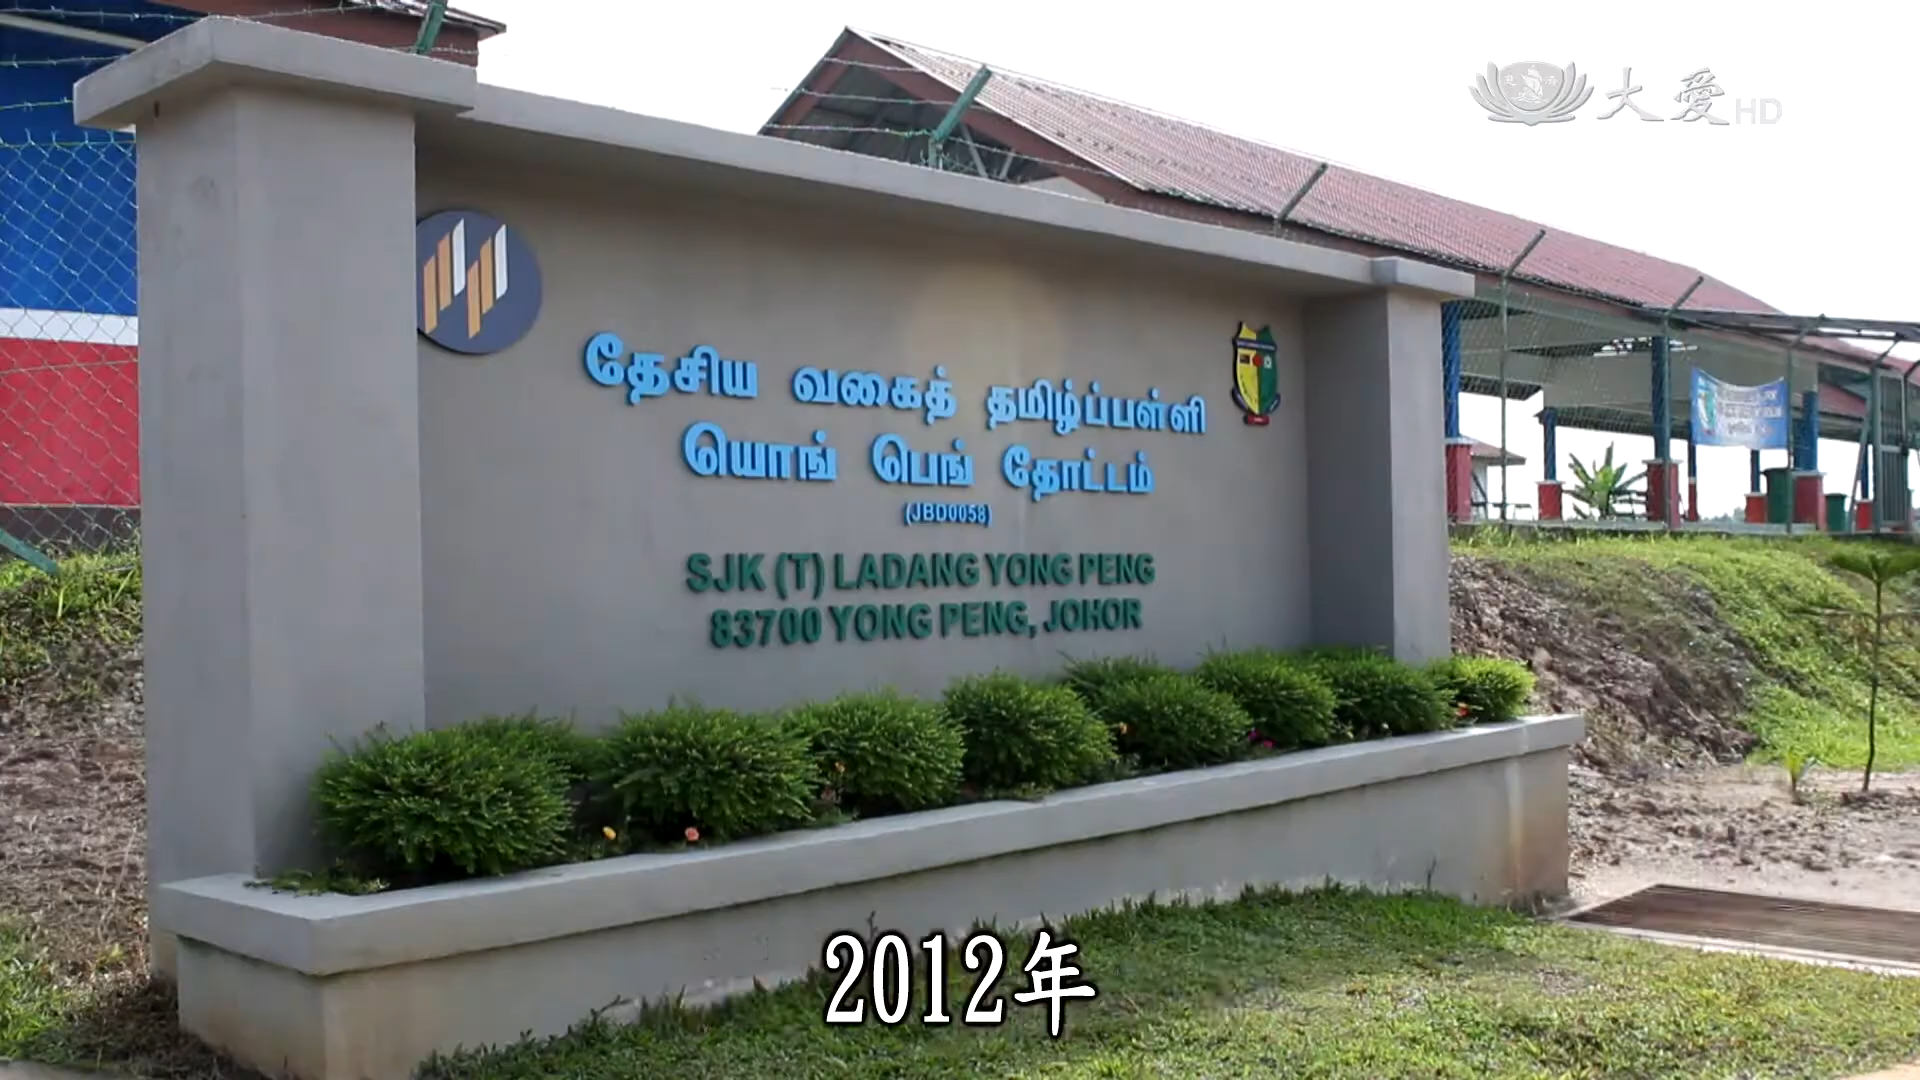 大愛HD
தேசிய வகைத் தமிழ்ப்பள்ளி
யொங் பெங் தோட்டம்
(JBD0058)
SJK (T) LADANG YONG PENG
83700 YONG PENG, JOHOR
2012年